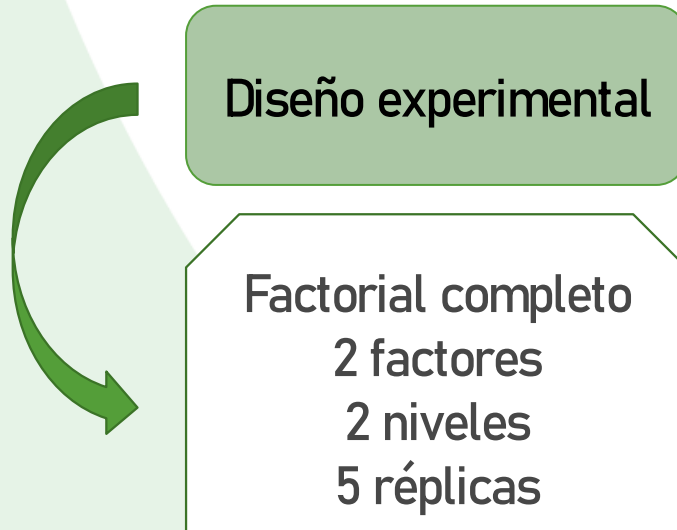 Diseño experimental
Factorial completo
2 factores
2 niveles
5 réplicas